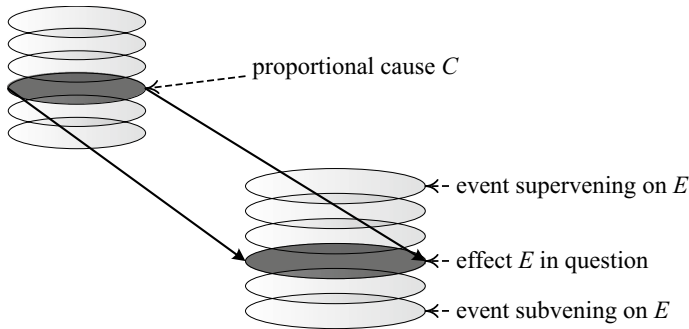 proportional cause C
event supervening on E
effect E in question
event subvening on E